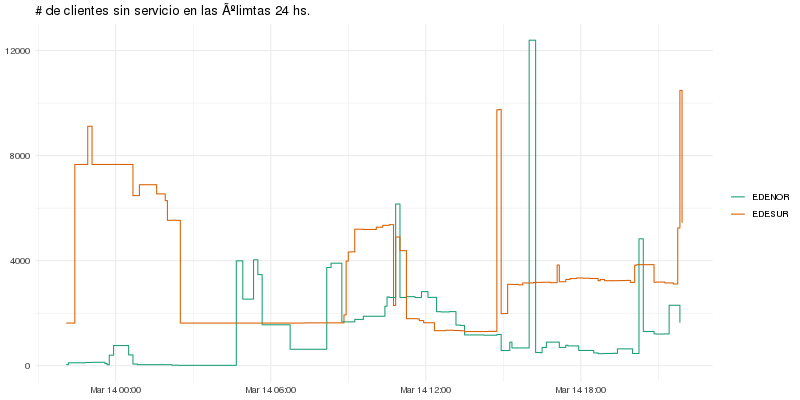 # de clientes sin servicio en las Ãºlimtas 24 hs.
12000
8000
4000
0
Mar 14 00:00
Mar 14 06:00
Mar 14 12:00
Mar 14 18:00
EDENOR
EDESUR